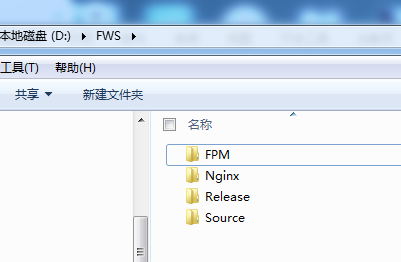 本地磁盘 (D:) ▸ FWS ▸
工具(T) 帮助(H)
共享 ▼ 新建文件夹
名称
FPM
Nginx
Release
Source